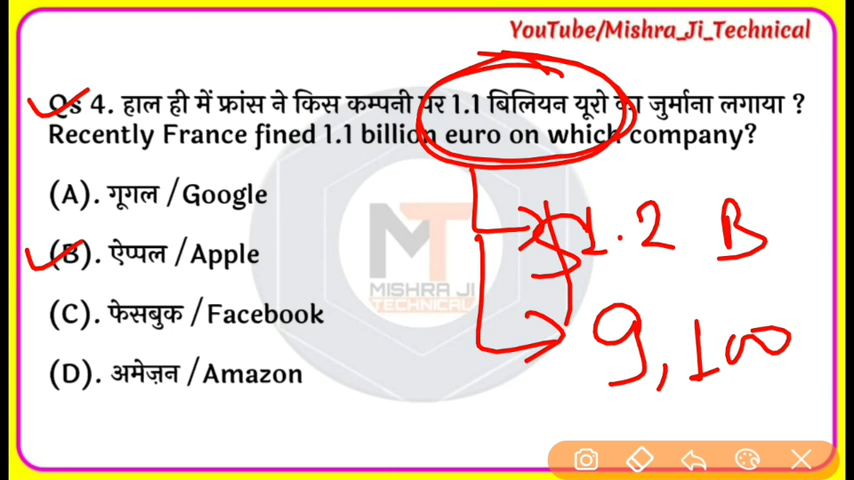 YouTube/Mishra_Ji_Technical
Qs 4. हाल ही में फ्रांस ने किस कम्पनी पर 1.1 बिलियन यूरो का जुर्माना लगाया ?
Recently France fined 1.1 billion euro on which company?
(A). गूगल / Google
(B). ऐप्पल / Apple
(C). फेसबुक / Facebook
(D). अमेज़न / Amazon
$1.2 B
9,100
MT
MISHRA JI
TECHNICAL